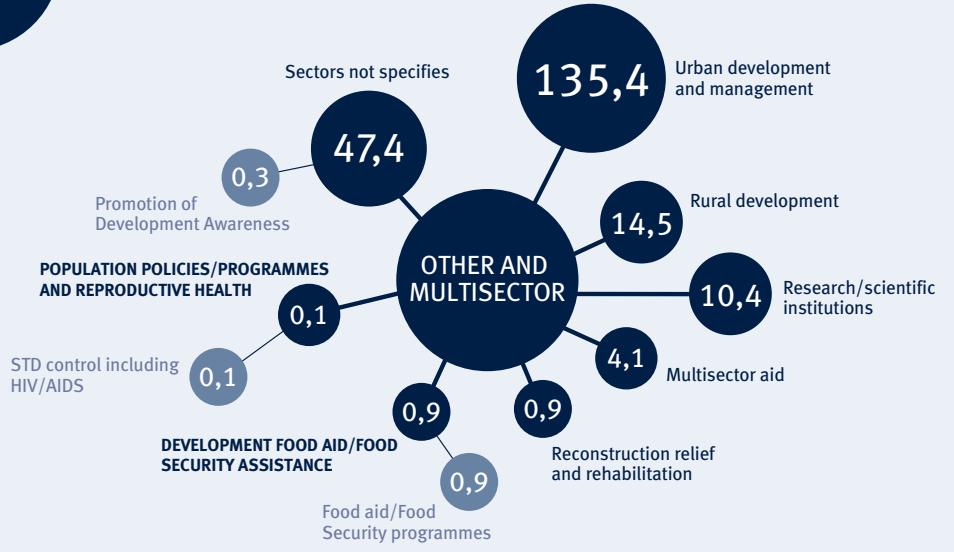 135,4
Urban development
and management
Sectors not specifies
47,4
0,3
Promotion of
Development Awareness
14,5
Rural development
OTHER AND
MULTISECTOR
POPULATION POLICIES/PROGRAMMES
AND REPRODUCTIVE HEALTH
0,1
10,4
Research/scientific
institutions
STD control including
HIV/AIDS
0,1
4,1
Multisector aid
0,9
DEVELOPMENT FOOD AID/FOOD
SECURITY ASSISTANCE
0,9
Reconstruction relief
and rehabilitation
0,9
Food aid/Food
Security programmes